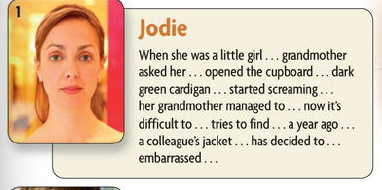 1
Jodie
When she was a little girl . . . grandmother
asked her . . . opened the cupboard . . . dark
green cardigan . . . started screaming . . .
her grandmother managed to . . . now it's
difficult to . . . tries to find . . . a year ago . . .
a colleague's jacket . . . has decided to . . .
embarrassed . . .